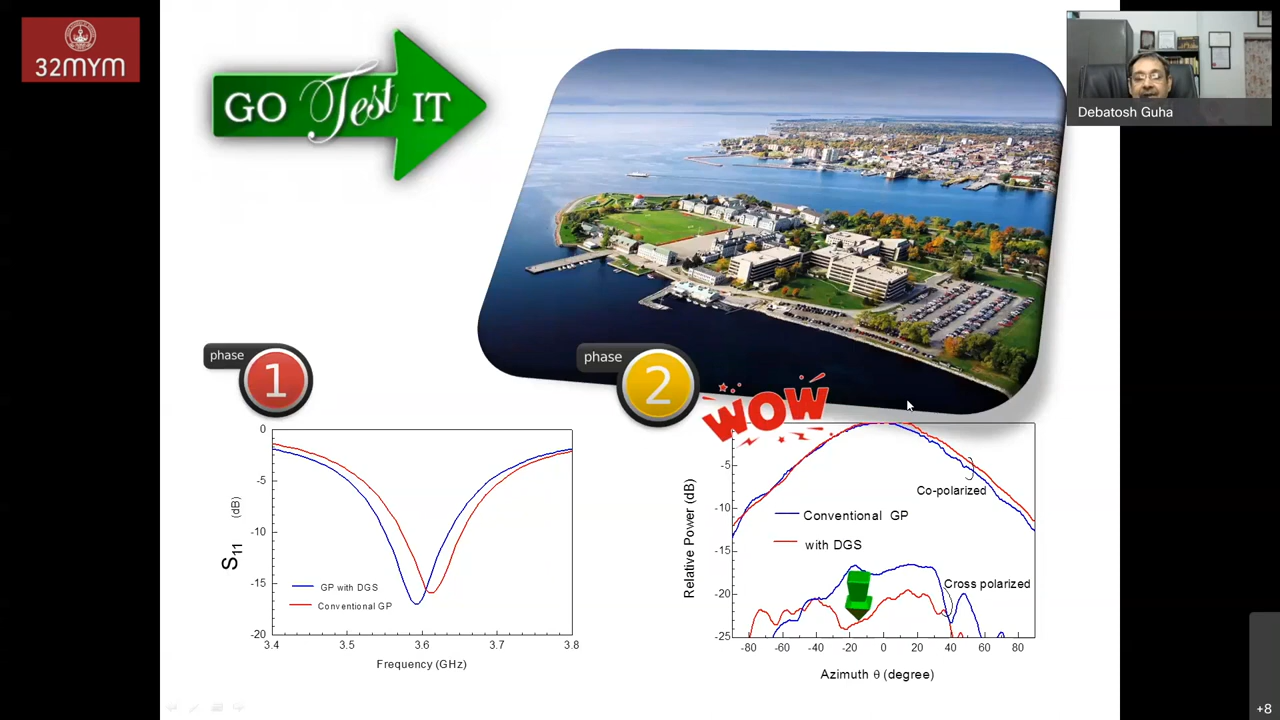 32MYM
GO Test IT
Debatosh Guha
phase
1
phase
2
WOW
0
-5
-10
-15
-20
S11 (dB)
GP with DGS
Conventional GP
3.4 3.5 3.6 3.7 3.8
Frequency (GHz)
-5
-10
-15
-20
-25
Relative Power (dB)
Co-polarized
Conventional GP
with DGS
Cross polarized
-80 -60 -40 -20 0 20 40 60 80
Azimuth θ (degree)
+8